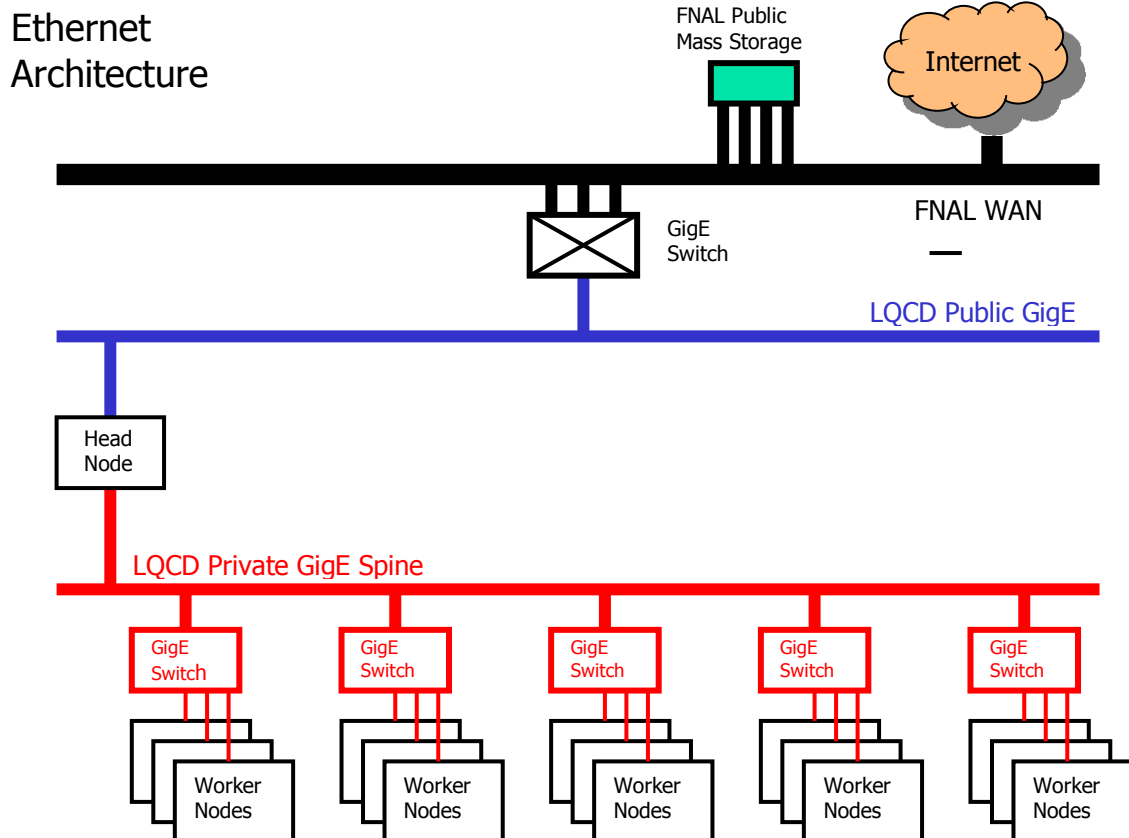 Ethernet
Architecture
FNAL Public
Mass Storage
Internet
FNAL WAN
GigE
Switch
LQCD Public GigE
Head
Node
LQCD Private GigE Spine
GigE
Switch
GigE
Switch
GigE
Switch
GigE
Switch
GigE
Switch
Worker
Nodes
Worker
Nodes
Worker
Nodes
Worker
Nodes
Worker
Nodes